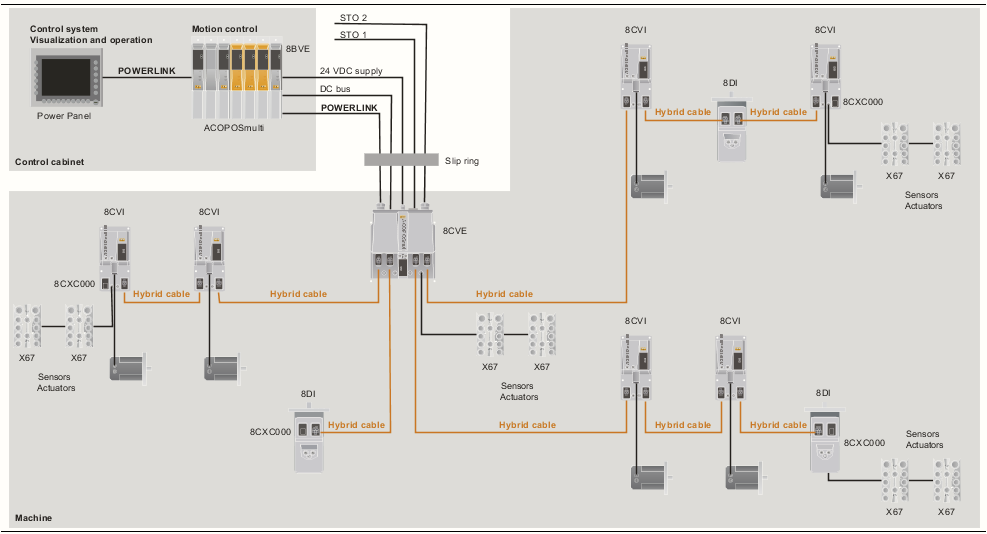 STO 2
STO 1
Control system
Visualization and operation
Motion control
8BVE
POWERLINK
24 VDC supply
DC bus
POWERLINK
Power Panel
ACOPOSmulti
Control cabinet
Slip ring
8CVI
8DI
8CVI
8CXC000
Hybrid cable
Hybrid cable
X67
X67
Sensors
Actuators
8CVI
8CVI
8CVE
8CXC000
Hybrid cable
Hybrid cable
Hybrid cable
X67
X67
Sensors
Actuators
X67
X67
Sensors
Actuators
8CVI
8CVI
8DI
8CXC000
Hybrid cable
Hybrid cable
Hybrid cable
Hybrid cable
8DI
8CXC000
Sensors
Actuators
X67
X67
Machine